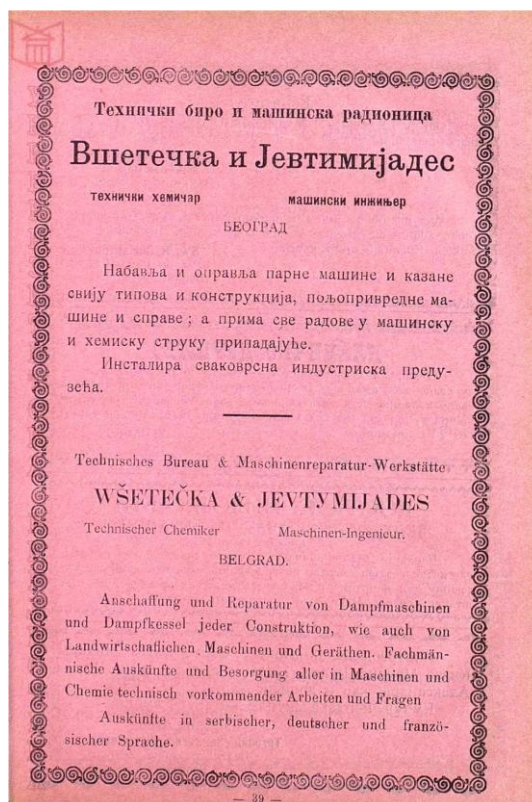 Технички биро и машинска радионица
Вшетечка и Јевтимијадес
технички хемичар машински инжињер
БЕОГРАД
Набавља и оправља парне машине и казане
свију типова и конструкција, пољопривредне ма-
шине и справе; а прима све радове у машинску
и хемиску струку припадајуће.
Инсталира сваковрсна индустриска преду-
зећа.
Technisches Bureau & Maschinenreparatur-Werkstätte
WŠETEČKA & JEVTYMIJADES
Technischer Chemiker Maschinen-Ingenieur.
BELGRAD.
Anschaffung und Reparatur von Dampfmaschinen
und Dampfkessel jeder Construktion, wie auch von
Landwirtschaflichen Maschinen und Geräthen. Fachmän-
nische Auskünfte und Besorgung aller in Maschinen und
Chemie technisch vorkommender Arbeiten und Fragen
Auskünfte in serbischer, deutscher und franzö-
sischer Sprache.
— 39 —